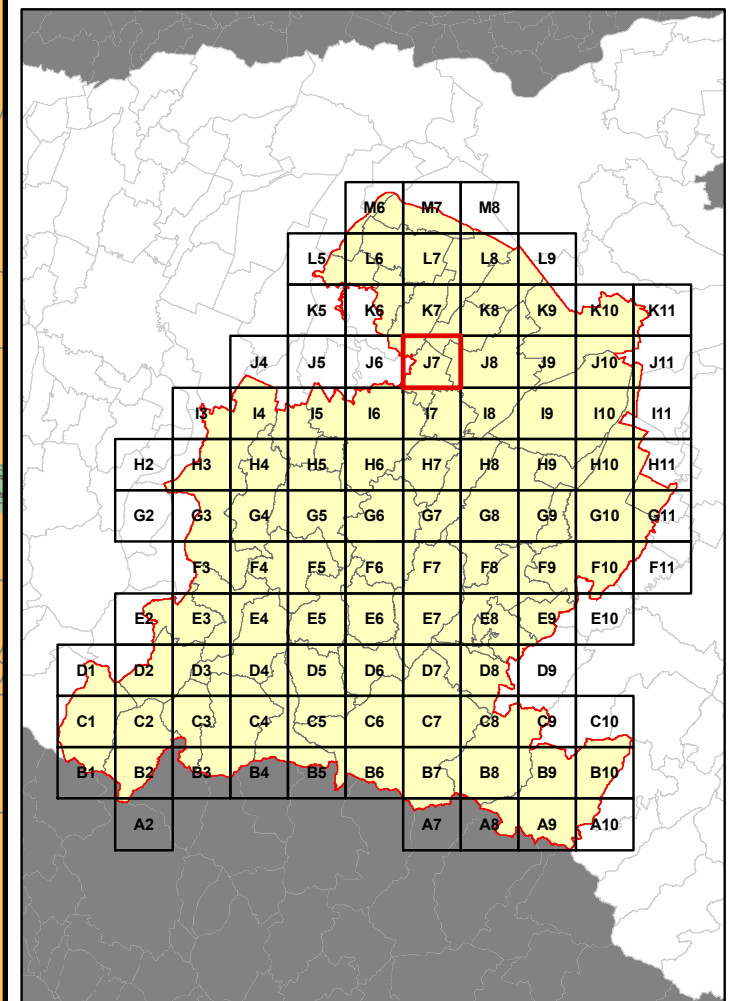 M6 M7 M8
L5 L6 L7 L8 L9
K5 K6 K7 K8 K9 K10 K11
J4 J5 J6 J7 J8 J9 J10 J11
I3 I4 I5 I6 I7 I8 I9 I10 I11
H2 H3 H4 H5 H6 H7 H8 H9 H10 H11
G2 G3 G4 G5 G6 G7 G8 G9 G10 G11
F3 F4 F5 F6 F7 F8 F9 F10 F11
E2 E3 E4 E5 E6 E7 E8 E9 E10
D1 D2 D3 D4 D5 D6 D7 D8 D9
C1 C2 C3 C4 C5 C6 C7 C8 C9 C10
B1 B2 B3 B4 B5 B6 B7 B8 B9 B10
A2 A7 A8 A9 A10